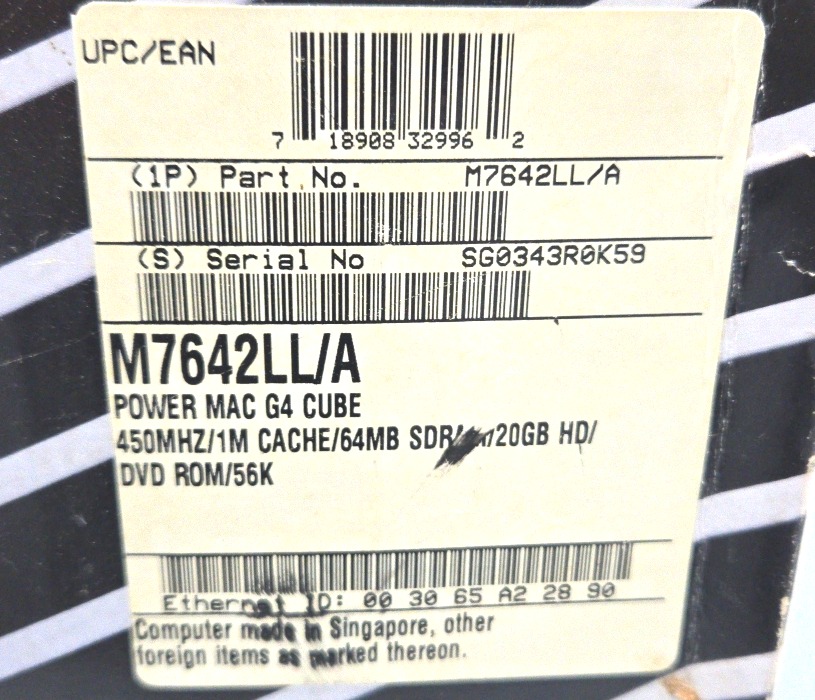 UPC/EAN
7 18908 32996 2
(1P) Part No. M7642LL/A
(S) Serial No SG0343R0K59
M7642LL/A
POWER MAC G4 CUBE
450MHZ/1M CACHE/64MB /20GB HD/
DVD ROM/56K
Ethernet ID: 00 30 65 A2 28 90
Computer made in Singapore, other
foreign items as marked thereon.